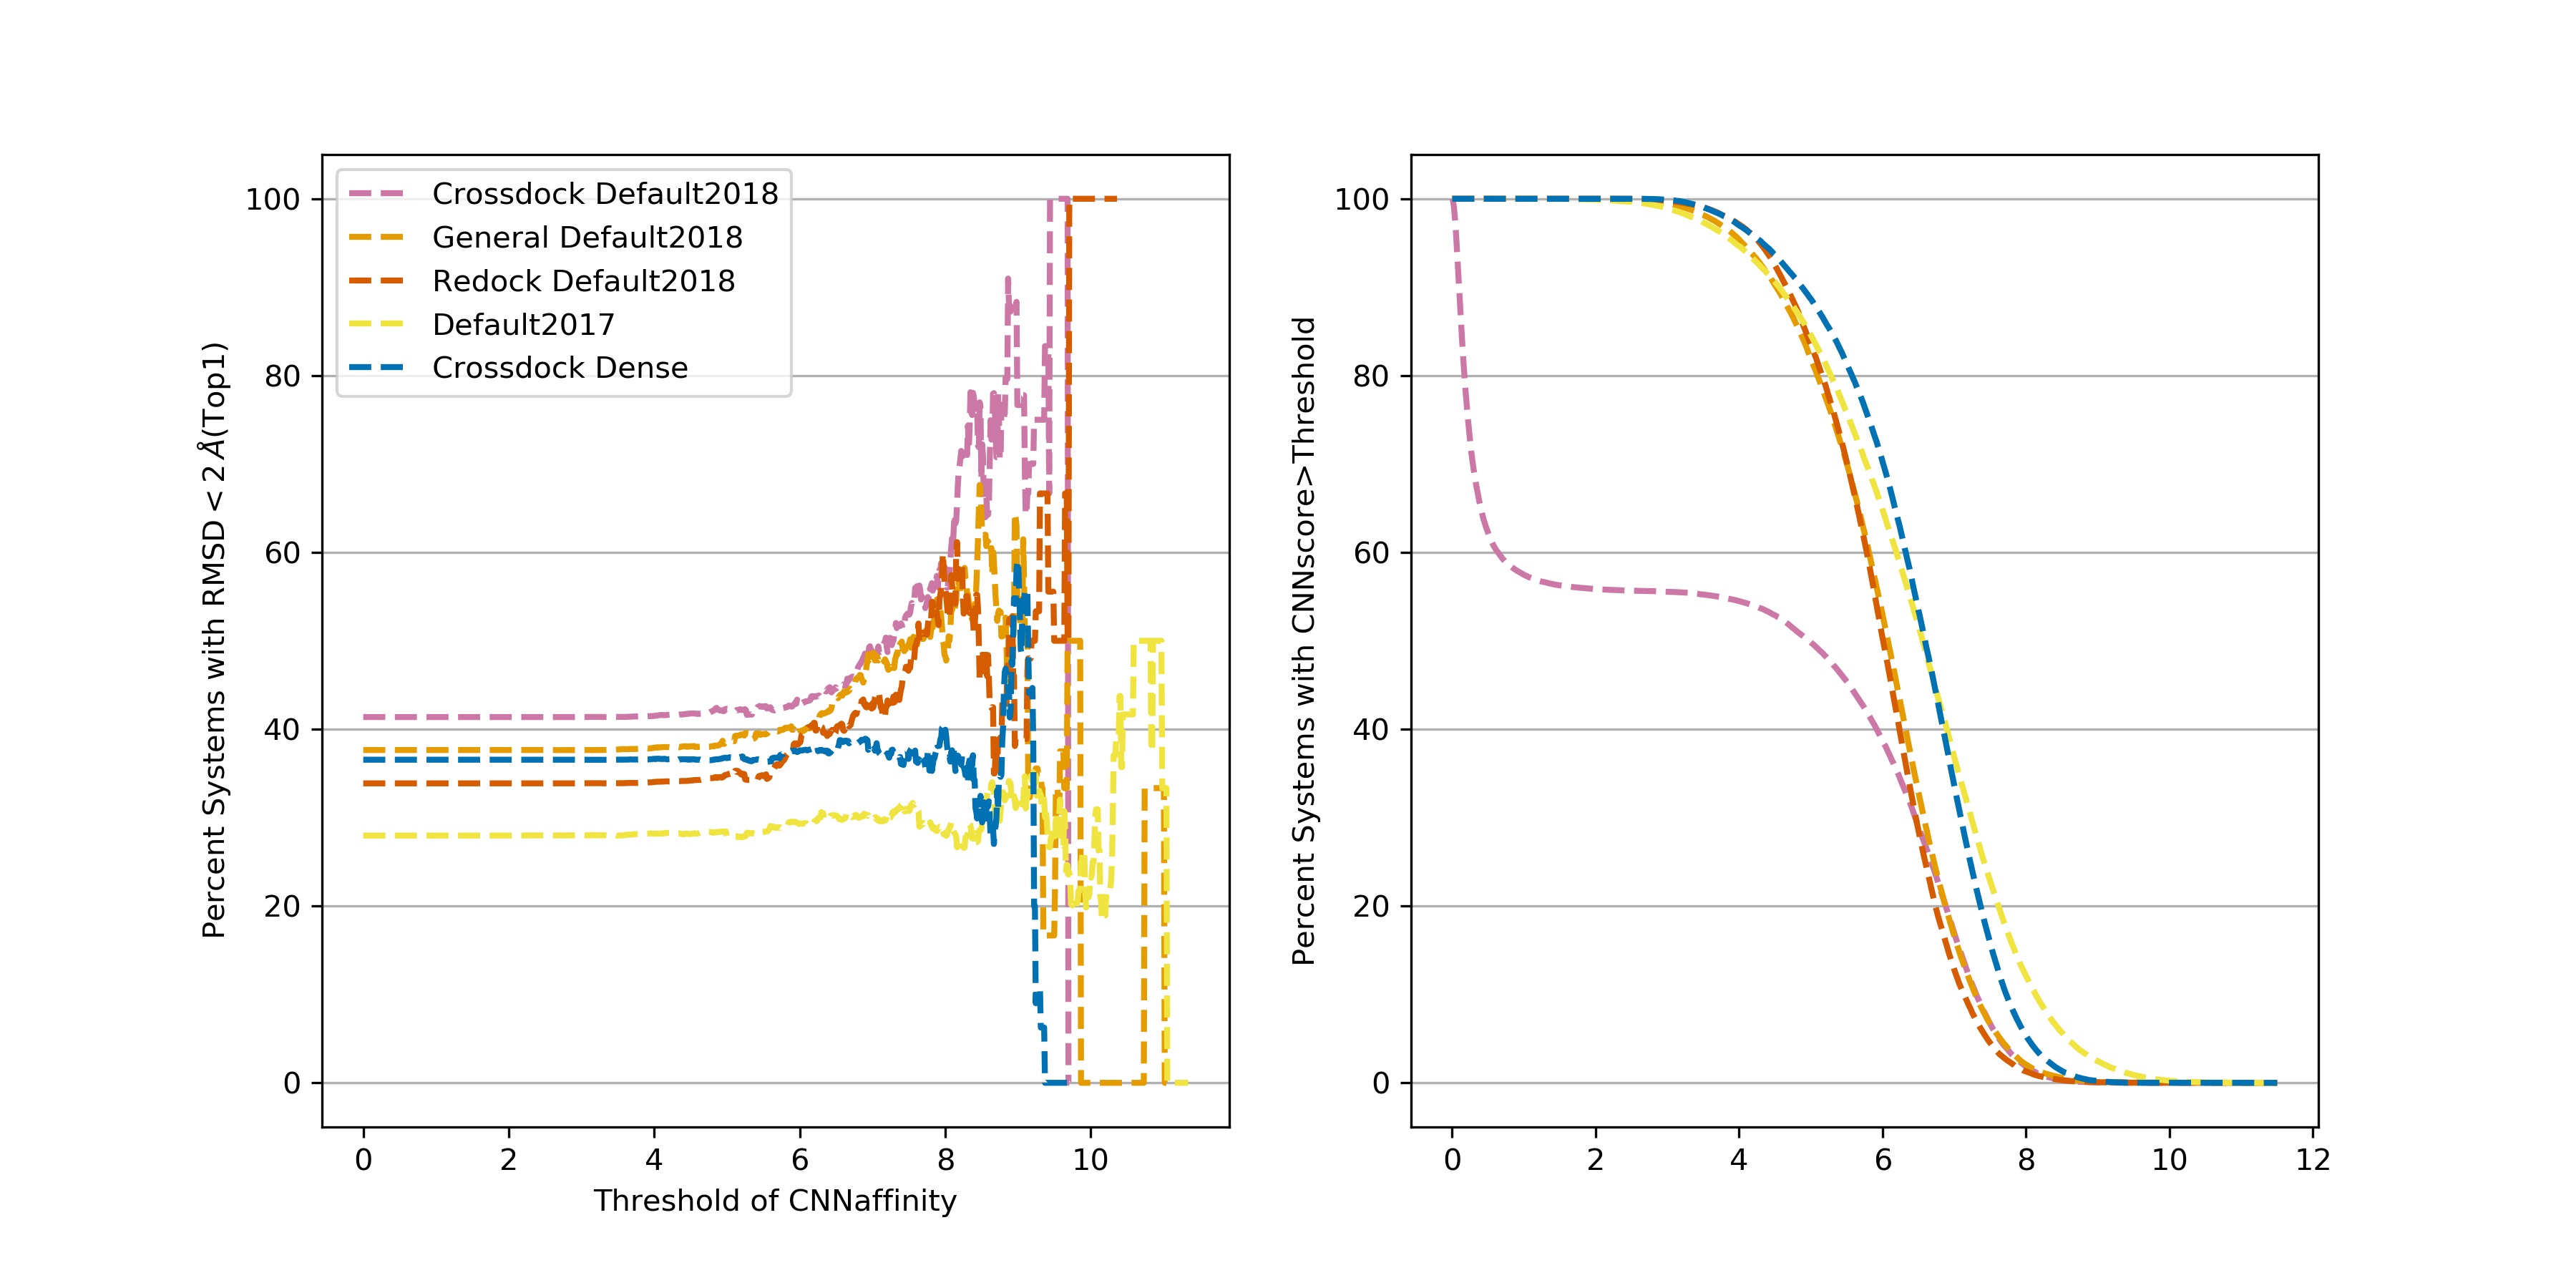 Crossdock Default2018
General Default2018
Redock Default2018
Default2017
Crossdock Dense
Percent Systems with RMSD < 2 Å(Top1)
100
80
60
40
20
0
0 2 4 6 8 10
Threshold of CNNaffinity
Percent Systems with CNNscore>Threshold
100
80
60
40
20
0
0 2 4 6 8 10 12